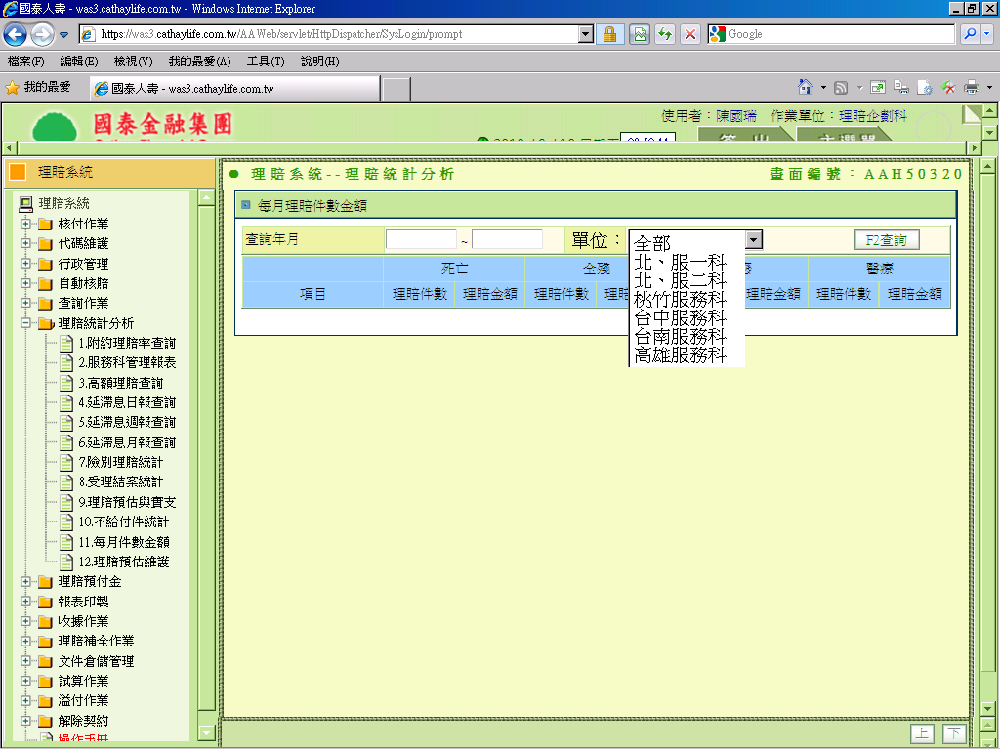 國泰人壽 - was3.cathaylife.com.tw - Windows Internet Explorer
https://was3.cathaylife.com.tw/AAWeb/servlet/HttpDispatcher/SysLogin/prompt
Google
檔案(F) 編輯(E) 檢視(V) 我的最愛(A) 工具(T) 說明(H)
我的最愛
國泰人壽 - was3.cathaylife.com.tw
國泰金融集團
使用者：陳國瑞 作業單位：理賠企劃科
登 出
主選單
理賠系統
理賠系統
核付作業
代碼維護
行政管理
自動核賠
查詢作業
理賠統計分析
1.附約理賠率查詢
2.服務科管理報表
3.高額理賠查詢
4.延滯息日報查詢
5.延滯息週報查詢
6.延滯息月報查詢
7.險別理賠統計
8.受理結案統計
9.理賠預估與實支
10.不給付件統計
11.每月件數金額
12.理賠預估維護
理賠預付金
報表印製
收據作業
理賠補全作業
文件倉儲管理
試算作業
溢付作業
解除契約
操作手冊
理賠系統--理賠統計分析
畫面編號：AAH50320
每月理賠件數金額
查詢年月 ~ 單位： 全部 F2查詢
北、服一科
北、服二科
桃竹服務科
台中服務科
台南服務科
高雄服務科
死亡 全殘 醫療
項目 理賠件數 理賠金額 理賠件數 理賠 理賠金額 理賠件數 理賠金額
上 下